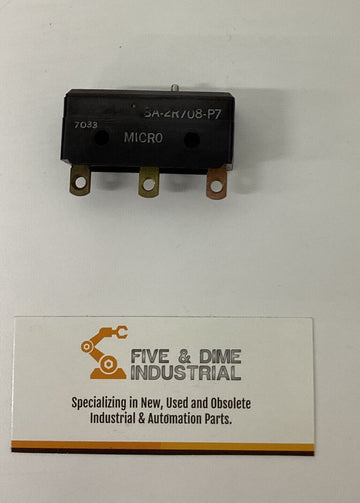 BA-2R708-P7
7033
MICRO
FIVE & DIME
INDUSTRIAL
Specializing in New, Used and Obsolete
Industrial & Automation Parts.